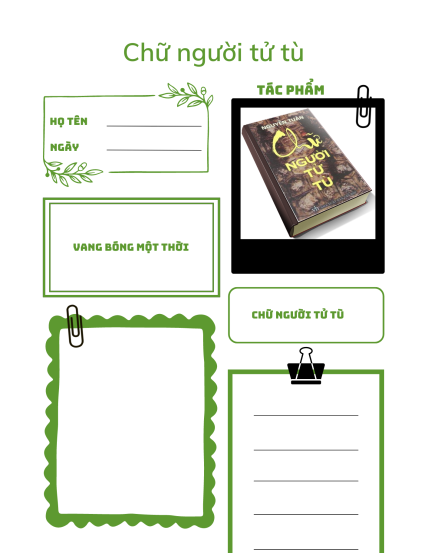 Chữ người tử tù
TÁC PHẨM
HỌ TÊN
NGÀY
NGUYỄN TUÂN
Chữ
NGƯỜI
TỬ
TÙ
VANG BÓNG MỘT THỜI
CHỮ NGƯỜI TỬ TÙ